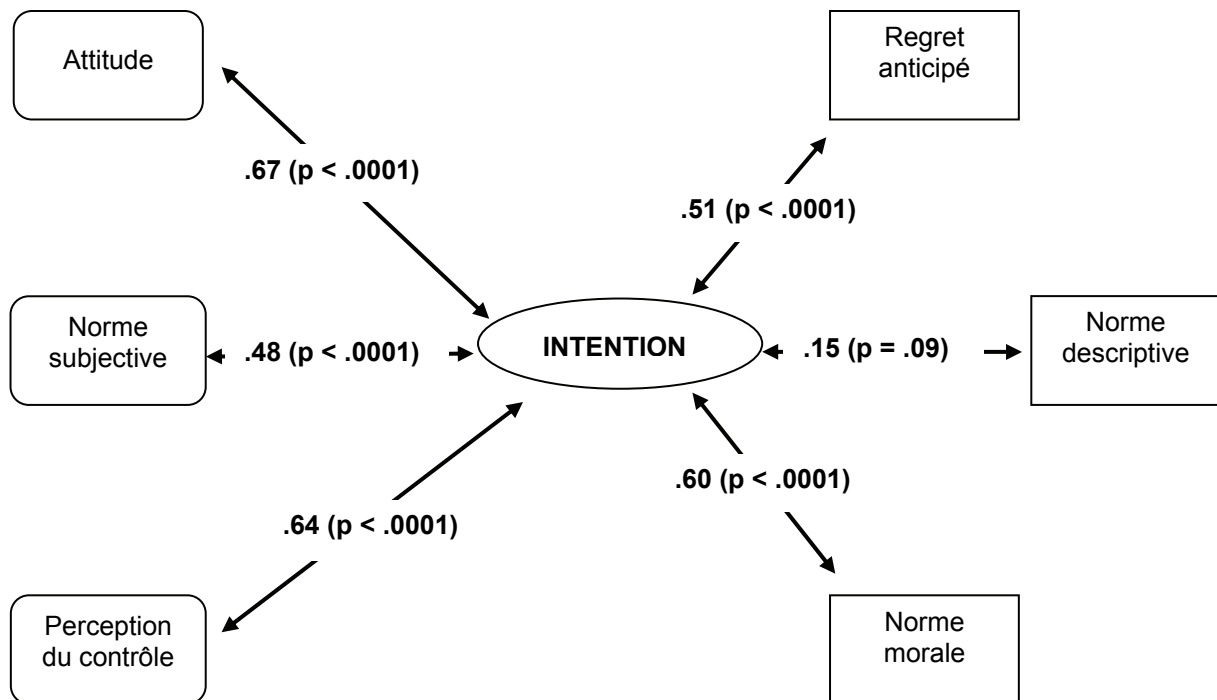 Attitude
Regret
anticipé
.67 (p < .0001)
.51 (p < .0001)
Norme
subjective
.48 (p < .0001)
INTENTION
.15 (p = .09)
Norme
descriptive
.60 (p < .0001)
.64 (p < .0001)
Perception
du contrôle
Norme
morale